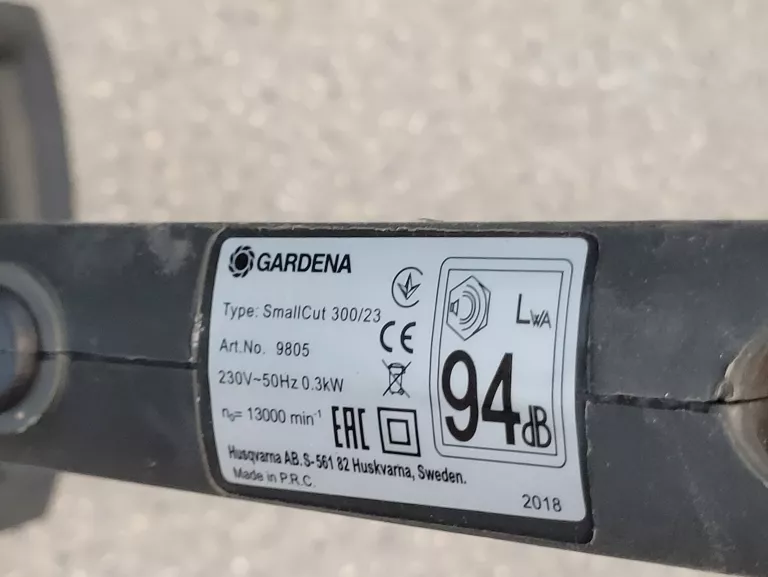 GARDENA
Type: SmallCut 300/23
Art.No. 9805
230V~50Hz 0.3kW
n₀= 13000 min⁻¹
CE
EAC
LWA
94dB
Husqvarna AB.S-561 82 Huskvarna, Sweden.
Made in P.R.C.
2018